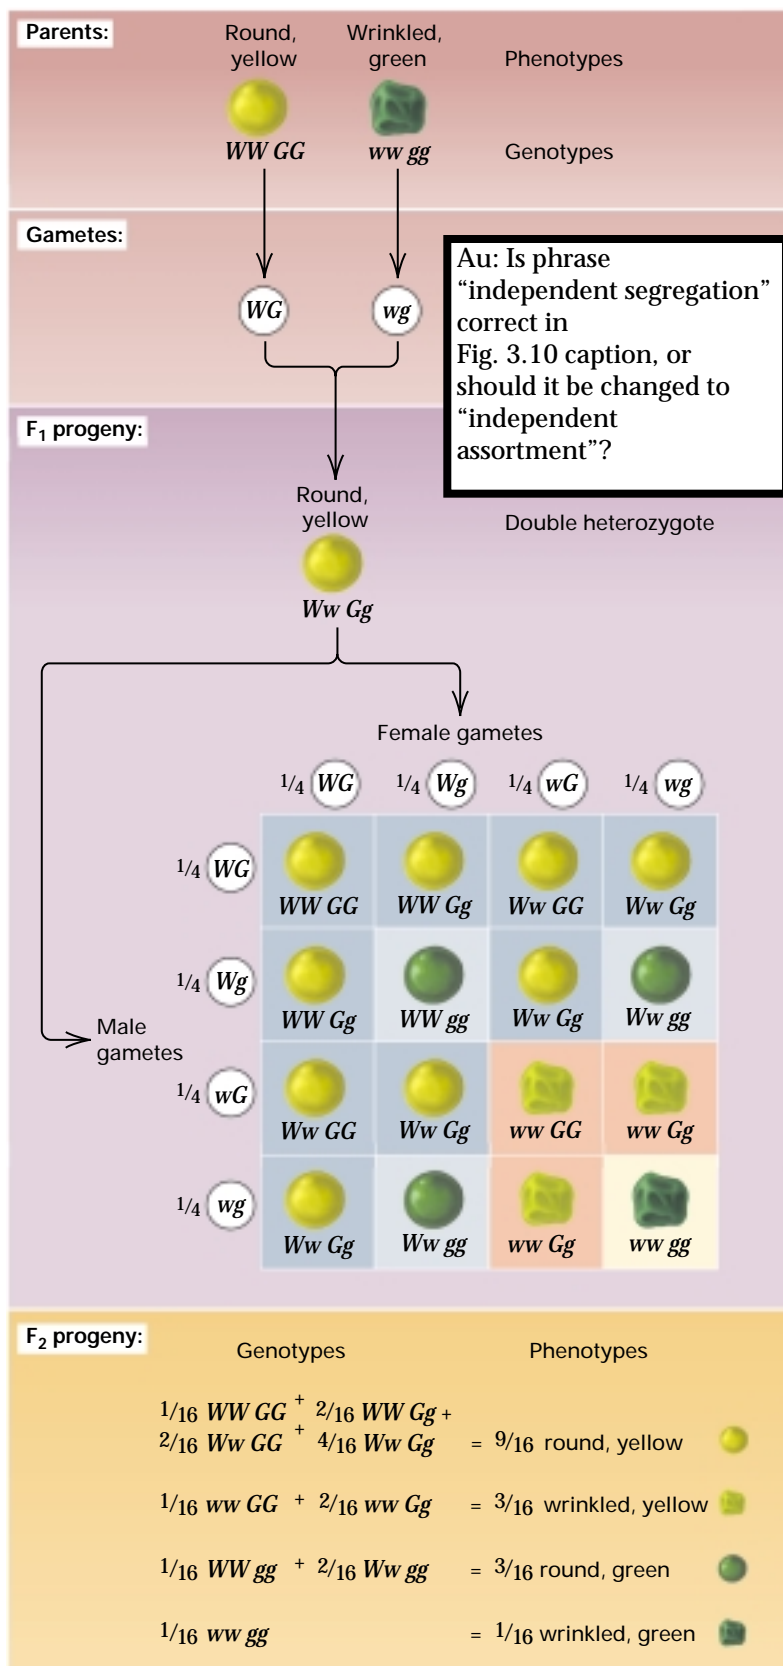 Parents:
Round, yellow
Wrinkled, green
Phenotypes
WW GG
ww gg
Genotypes
Gametes:
WG
wg
Au: Is phrase
“independent segregation”
correct in
Fig. 3.10 caption, or
should it be changed to
“independent
assortment”?
F1 progeny:
Round,
yellow
Double heterozygote
Ww Gg
Female gametes
1/4 WG 1/4 Wg 1/4 wG 1/4 wg
1/4 WG
WW GG WW Gg Ww GG Ww Gg
1/4 Wg
WW Gg WW gg Ww Gg Ww gg
Male
gametes
1/4 wG
Ww GG Ww Gg ww GG ww Gg
1/4 wg
Ww Gg Ww gg ww Gg ww gg
F2 progeny:
Genotypes Phenotypes
1/16 WW GG + 2/16 WW Gg +
2/16 Ww GG + 4/16 Ww Gg = 9/16 round, yellow
1/16 ww GG + 2/16 ww Gg = 3/16 wrinkled, yellow
1/16 WW gg + 2/16 Ww gg = 3/16 round, green
1/16 ww gg = 1/16 wrinkled, green